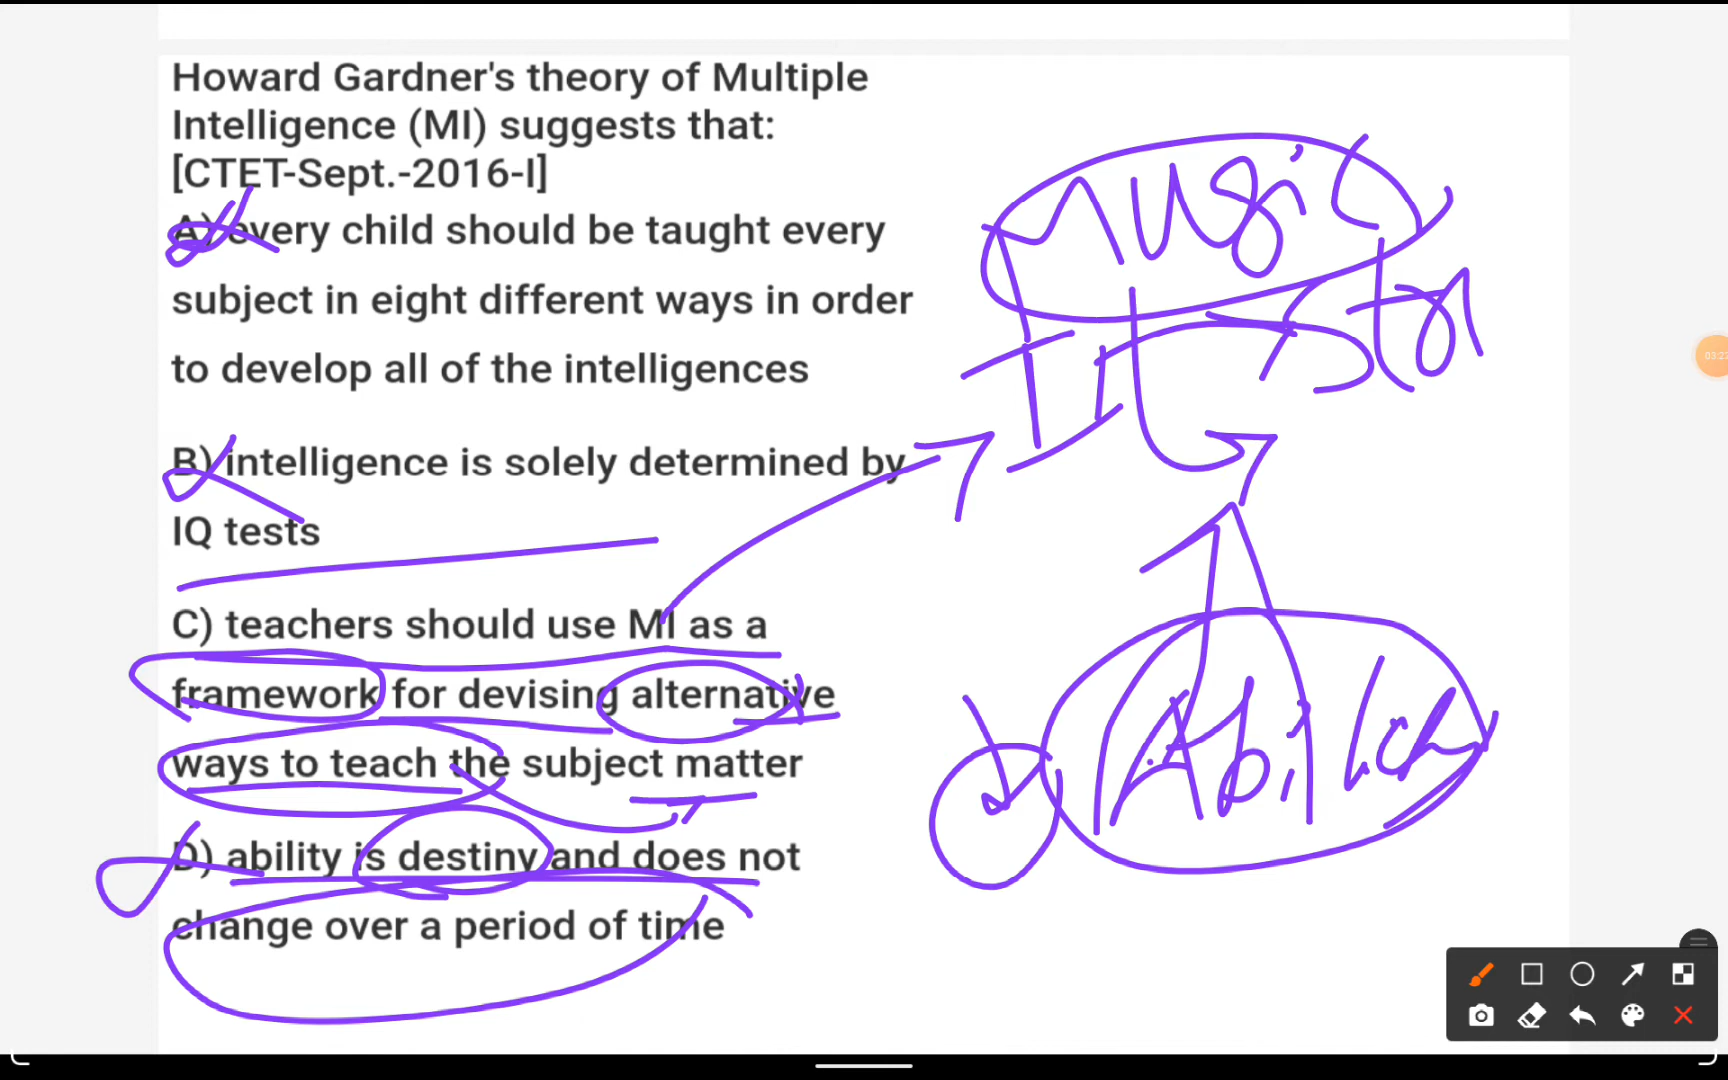 Howard Gardner's theory of Multiple
Intelligence (MI) suggests that:
[CTET-Sept.-2016-I]
A) every child should be taught every
subject in eight different ways in order
to develop all of the intelligences
B) intelligence is solely determined by
IQ tests
C) teachers should use MI as a
framework for devising alternative
ways to teach the subject matter
D) ability is destiny and does not
change over a period of time
Music